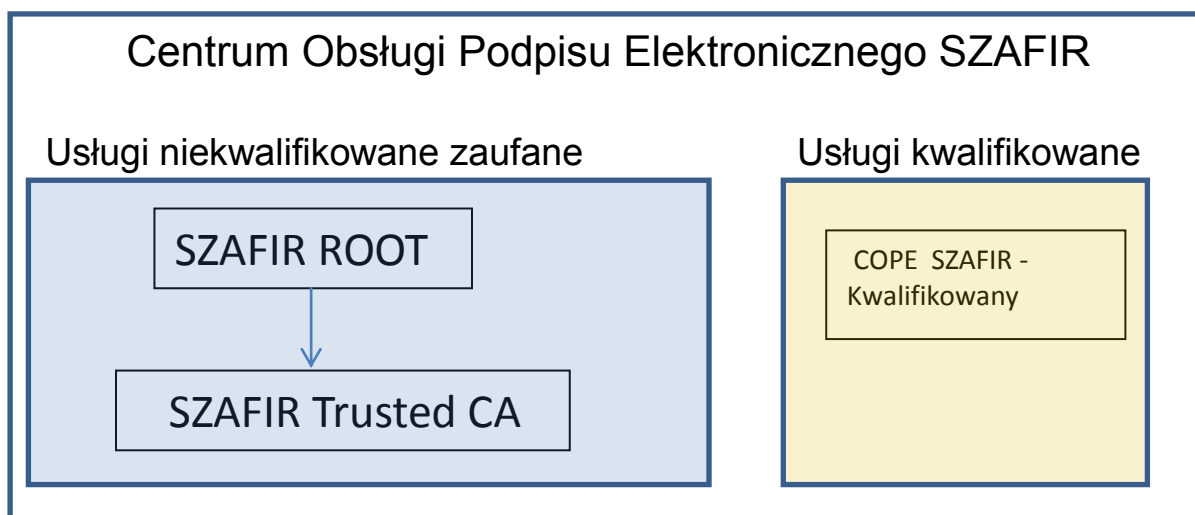 Centrum Obsługi Podpisu Elektronicznego SZAFIR
Usługi niekwalifikowane zaufane
SZAFIR ROOT
SZAFIR Trusted CA
Usługi kwalifikowane
COPE SZAFIR -
Kwalifikowany